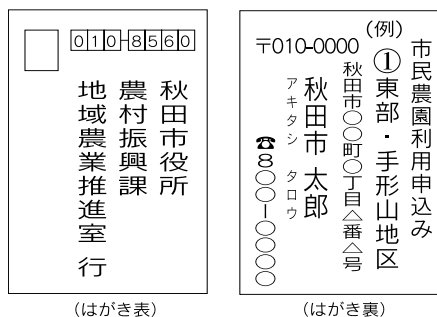 010-8560
秋田市役所
農村振興課
地域農業推進室 行
(はがき表)
市民農園利用申込み
(例)
①東部・手形山地区
〒010-0000
秋田市○○町○丁目△番△号
秋田市 太郎
アキタシ タロウ
☎8○○-○○○○
(はがき裏)